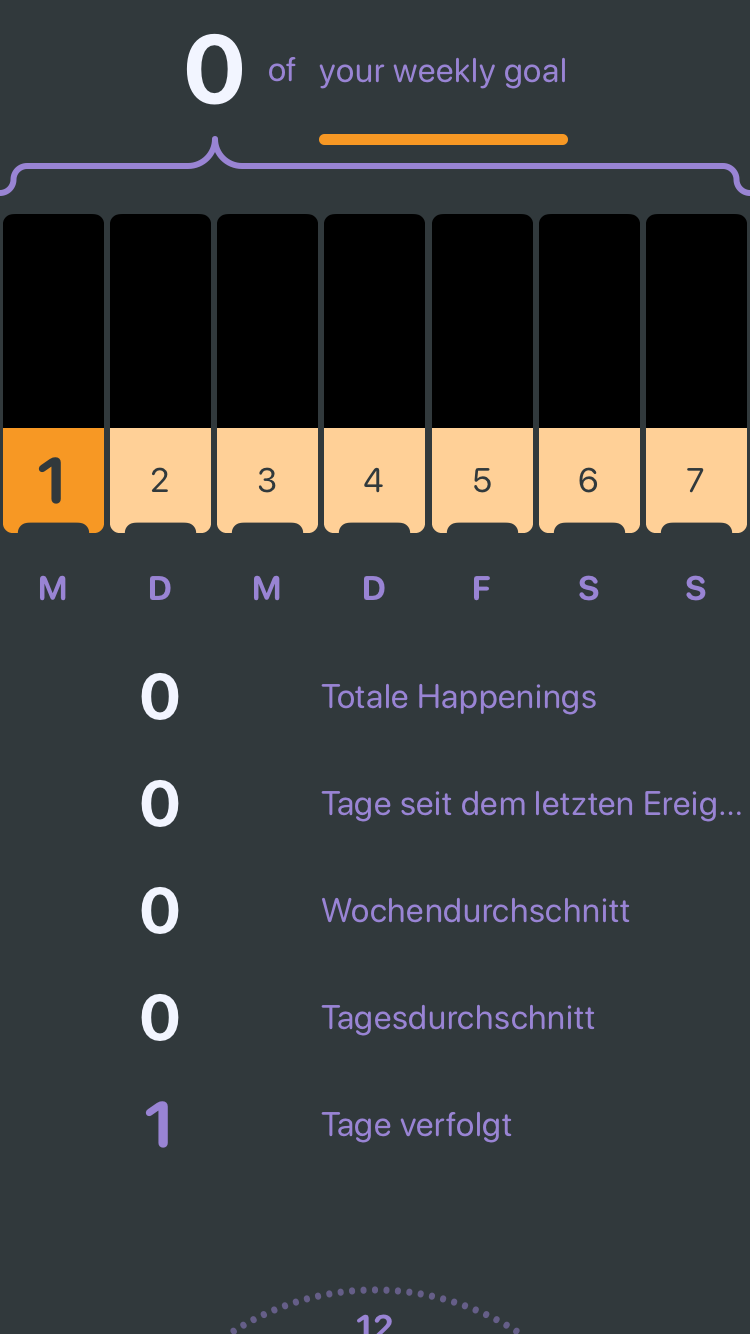 0 of your weekly goal
1 2 3 4 5 6 7
M D M D F S S
0 Totale Happenings
0 Tage seit dem letzten Ereig...
0 Wochendurchschnitt
0 Tagesdurchschnitt
1 Tage verfolgt
12